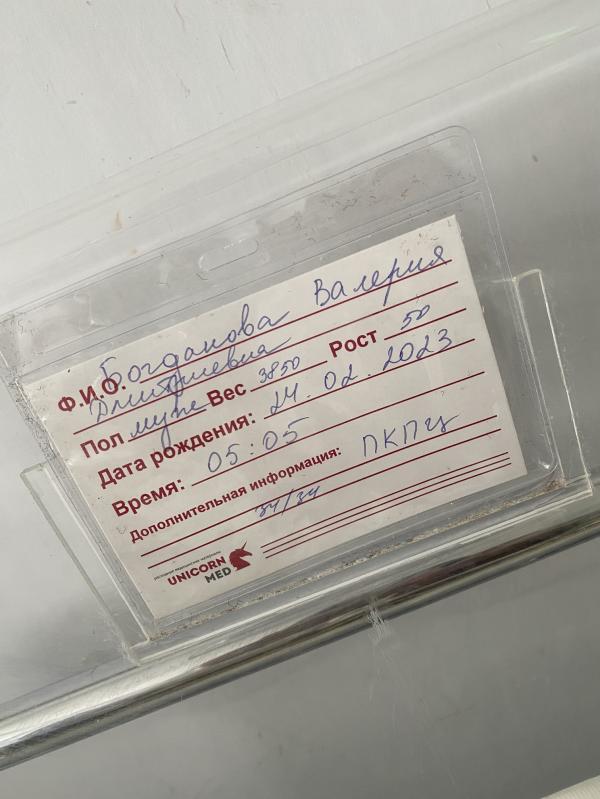 Ф.И.О. Богданова Валерия
Дмитриевна
Пол муж Вес 3850 Рост 50
Дата рождения: 24.02.2023
Время: 05:05
Дополнительная информация: ПКПЦ
34/34
UNICORN
MED